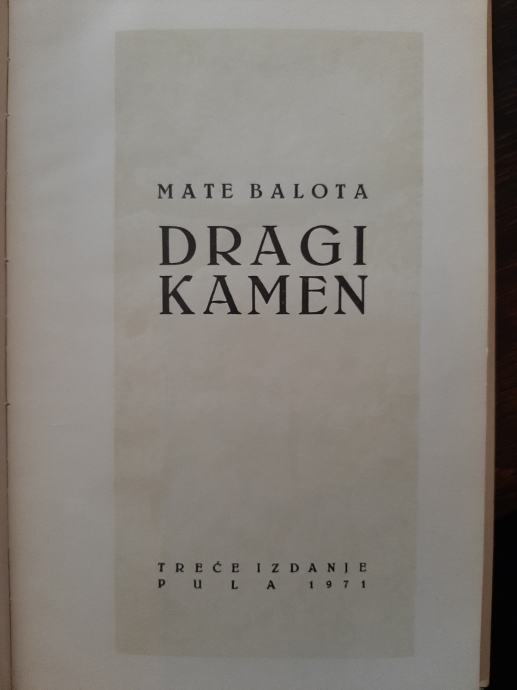 MATE BALOTA
DRAGI
KAMEN
TREĆE IZDANJE
PULA 1971